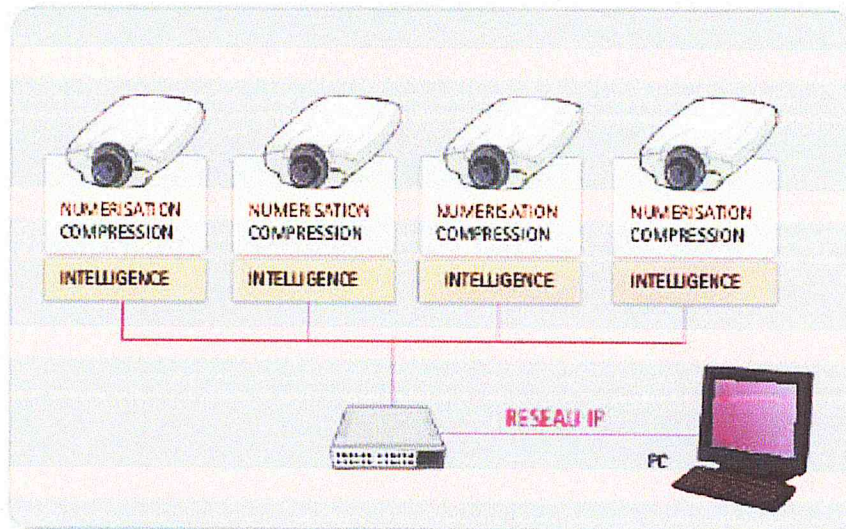 NUMERISATION
COMPRESSION
INTELLIGENCE
NUMERISATION
COMPRESSION
INTELLIGENCE
NUMERISATION
COMPRESSION
INTELLIGENCE
NUMERISATION
COMPRESSION
INTELLIGENCE
RESEAU IP
PC